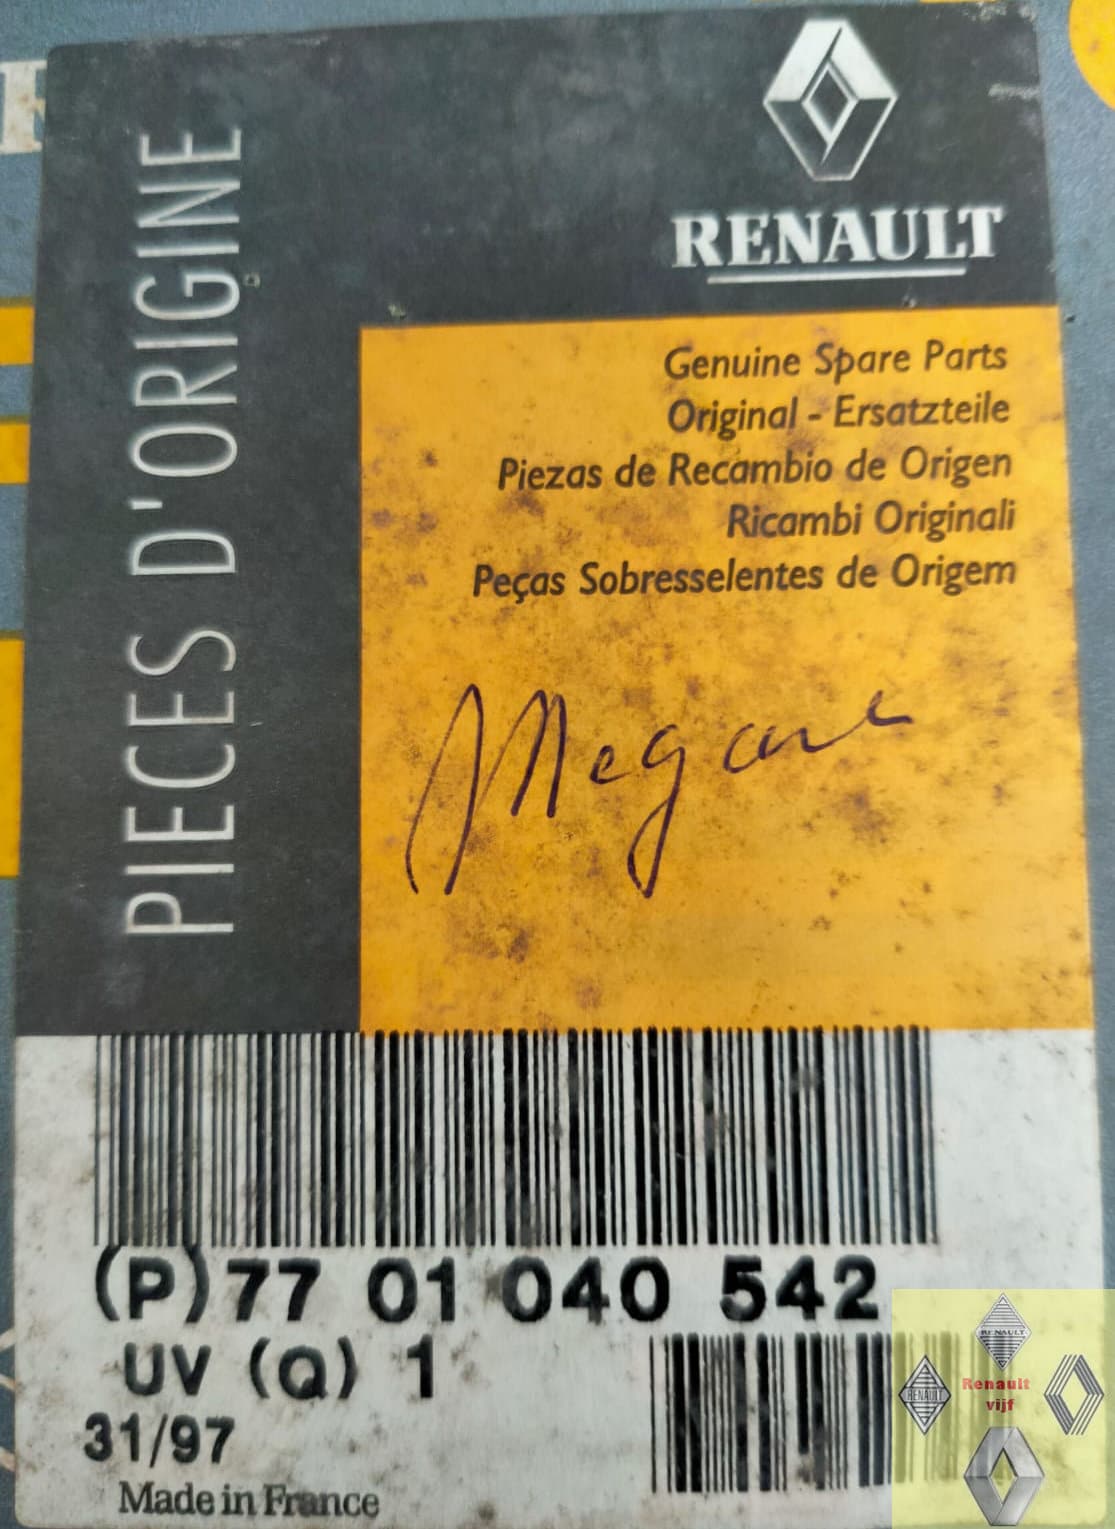 PIECES D'ORIGINE
RENAULT
Genuine Spare Parts
Original - Ersatzteile
Piezas de Recambio de Origen
Ricambi Originali
Peças Sobresselentes de Origem
Megane
(P)77 01 040 542
UV (Q) 1
31/97
Made in France
RENAULT
RENAULT
Renault
vijf